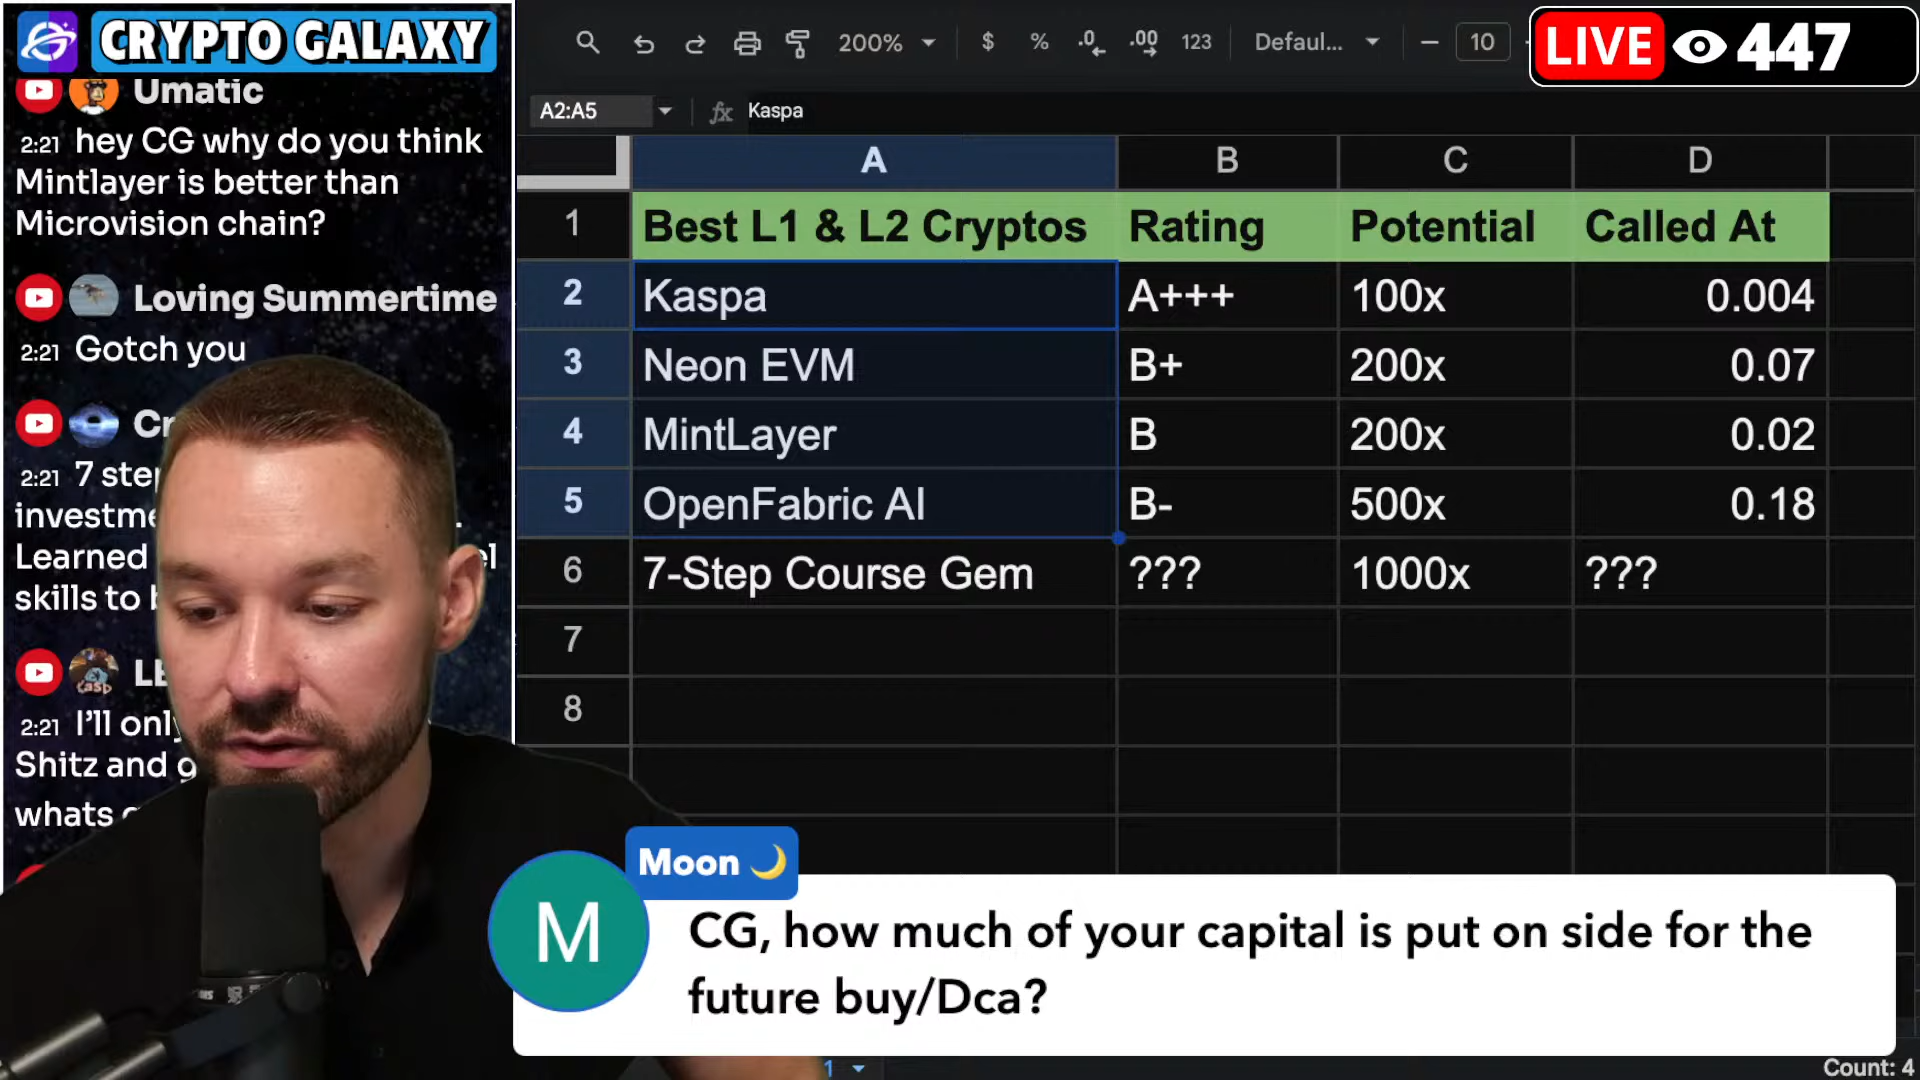 CRYPTO GALAXY
Umatic
2:21 hey CG why do you think
Mintlayer is better than
Microvision chain?
Loving Summertime
2:21 Gotch you
2:21 7
Learned
skills to
2:21 I'll only
Shitz and
whats
200%
$ % .0 .00 123 Defaul... 10
LIVE 447
A2:A5 fx Kaspa
A B C D
1 Best L1 & L2 Cryptos Rating Potential Called At
2 Kaspa A+++ 100x 0.004
3 Neon EVM B+ 200x 0.07
4 MintLayer B 200x 0.02
5 OpenFabric AI B- 500x 0.18
6 7-Step Course Gem ??? 1000x ???
7
8
Moon 🌙
M
CG, how much of your capital is put on side for the
future buy/Dca?
1
Count: 4